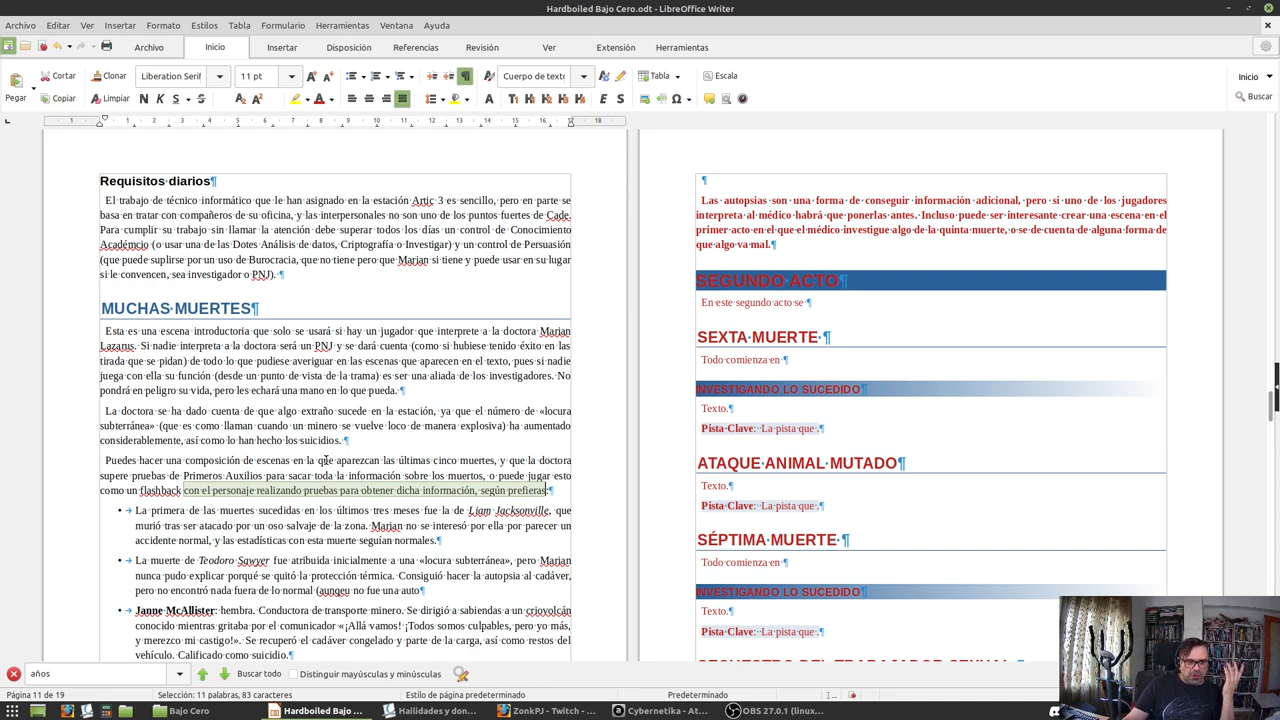 Hardboiled Bajo Cero.odt - LibreOffice Writer
Archivo Editar Ver Insertar Formato Estilos Tabla Formulario Herramientas Ventana Ayuda
Archivo Inicio Insertar Disposición Referencias Revisión Ver Extensión Herramientas
Pegar Cortar Clonar Liberation Serif 11 pt Cuerpo de texto Tabla Escala Inicio
Copiar Limpiar Buscar
Requisitos diarios¶
El trabajo de técnico informático que le han asignado en la estación Artic 3 es sencillo, pero en parte se
basa en tratar con compañeros de su oficina, y las interpersonales no son uno de los puntos fuertes de Cade.
Para cumplir su trabajo sin llamar la atención debe superar todos los días un control de Conocimiento
Académcio (o usar una de las Dotes Análisis de datos, Criptografía o Investigar) y un control de Persuasión
(que puede suplirse por un uso de Burocracia, que no tiene pero que Marian si tiene y puede usar en su lugar
si le convencen, sea investigador o PNJ). ¶
MUCHAS MUERTES¶
Esta es una escena introductoria que solo se usará si hay un jugador que interprete a la doctora Marian
Lazarus. Si nadie interpreta a la doctora será un PNJ y se dará cuenta (como si hubiese tenido éxito en las
tirada que se pidan) de todo lo que pudiese averiguar en las escenas que aparecen en el texto, pues si nadie
juega con ella su función (desde un punto de vista de la trama) es ser una aliada de los investigadores. No
pondrá en peligro su vida, pero les echará una mano en lo que pueda. ¶
La doctora se ha dado cuenta de que algo extraño sucede en la estación, ya que el número de «locura
subterránea» (que es como llaman cuando un minero se vuelve loco de manera explosiva) ha aumentado
considerablemente, así como lo han hecho los suicidios. ¶
Puedes hacer una composición de escenas en la que aparezcan las últimas cinco muertes, y que la doctora
supere pruebas de Primeros Auxilios para sacar toda la información sobre los muertos, o puede jugar esto
como un flashback con el personaje realizando pruebas para obtener dicha información, según prefieras:¶
• La primera de las muertes sucedidas en los últimos tres meses fue la de Liam Jacksonville, que
murió tras ser atacado por un oso salvaje de la zona. Marian no se interesó por ella por parecer un
accidente normal, y las estadísticas con esta muerte seguían normales.¶
• La muerte de Teodoro Sawyer fue atribuida inicialmente a una «locura subterránea», pero Marian
nunca pudo explicar porqué se quitó la protección térmica. Consiguió hacer la autopsia al cadáver,
pero no encontró nada fuera de lo normal (aunqeu no fue una auto¶
• Janne McAllister: hembra. Conductora de transporte minero. Se dirigió a sabiendas a un criovolcán
conocido mientras gritaba por el comunicador «¡Allá vamos! ¡Todos somos culpables, pero yo más,
y merezco mi castigo!». Se recuperó el cadáver congelado y parte de la carga, así como restos del
vehículo. Calificado como suicidio.¶
¶
Las autopsias son una forma de conseguir información adicional, pero si uno de los jugadores
interpreta al médico habrá que ponerlas antes. Incluso puede ser interesante crear una escena en el
primer acto en el que el médico investigue algo de la quinta muerte, o se de cuenta de alguna forma de
que algo va mal.¶
SEGUNDO ACTO¶
En este segundo acto se ¶
SEXTA MUERTE ¶
Todo comienza en ¶
INVESTIGANDO LO SUCEDIDO¶
Texto.¶
Pista Clave: La pista que .¶
ATAQUE ANIMAL MUTADO¶
Texto.¶
Pista Clave: La pista que .¶
SÉPTIMA MUERTE ¶
Todo comienza en ¶
INVESTIGANDO LO SUCEDIDO¶
Texto.¶
Pista Clave: La pista que .¶
años Buscar todo Distinguir mayúsculas y minúsculas
Página 11 de 19 Selección: 11 palabras, 83 caracteres Estilo de página predeterminado Predeterminado
Bajo Cero Hardboiled Bajo ... Hailidades y don... ZonkPJ - Twitch - ... Cybernetika - At... OBS 27.0.1 (linux...